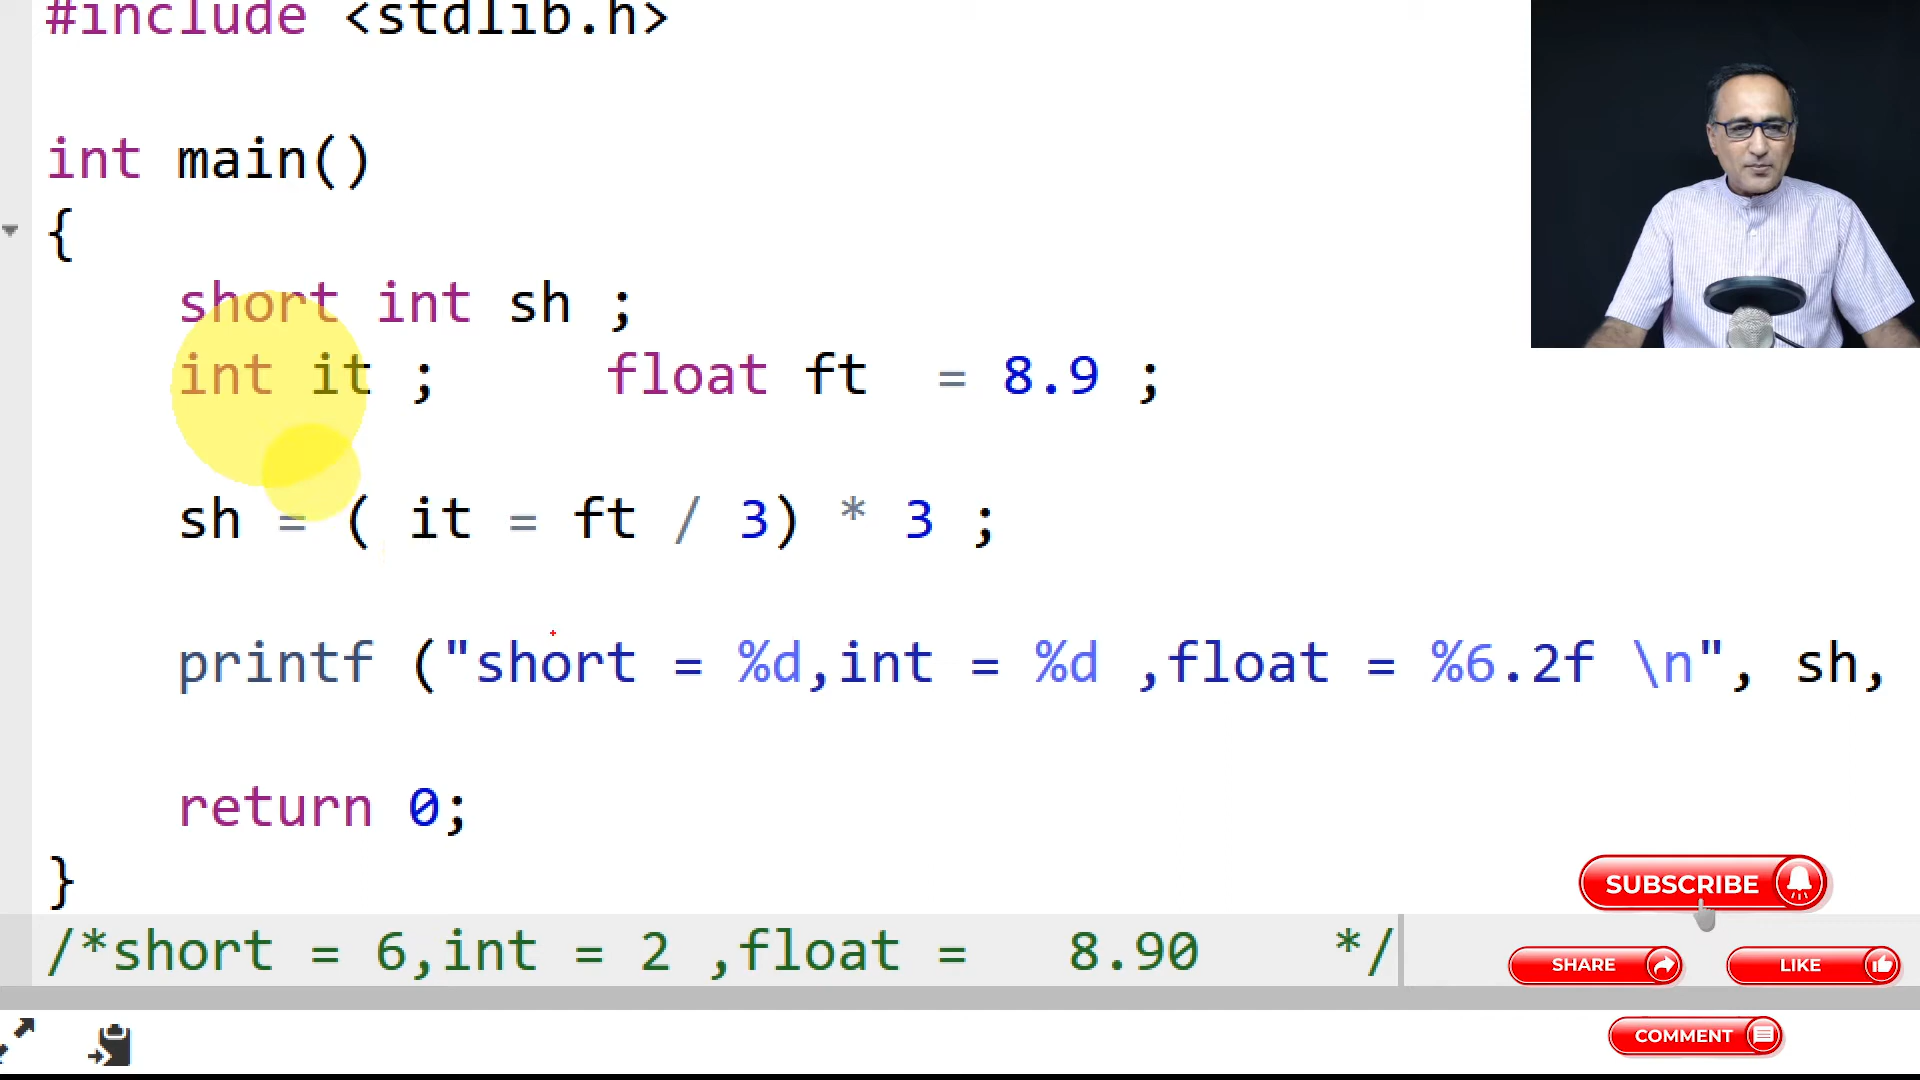 #include <stdlib.h>
int main()
{
short int sh ;
int it ; float ft = 8.9 ;
sh = ( it = ft / 3) * 3 ;
printf ("short = %d,int = %d ,float = %6.2f \n", sh,
return 0;
}
/*short = 6,int = 2 ,float = 8.90 */
SUBSCRIBE
SHARE LIKE
COMMENT